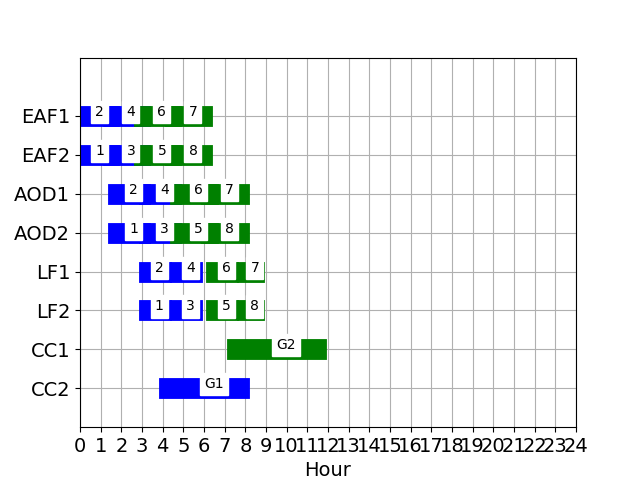 EAF1 2 4 6 7
EAF2 1 3 5 8
AOD1 2 4 6 7
AOD2 1 3 5 8
LF1 2 4 6 7
LF2 1 3 5 8
CC1 G2
CC2 G1
0 1 2 3 4 5 6 7 8 9 10 11 12 13 14 15 16 17 18 19 20 21 22 23 24
Hour